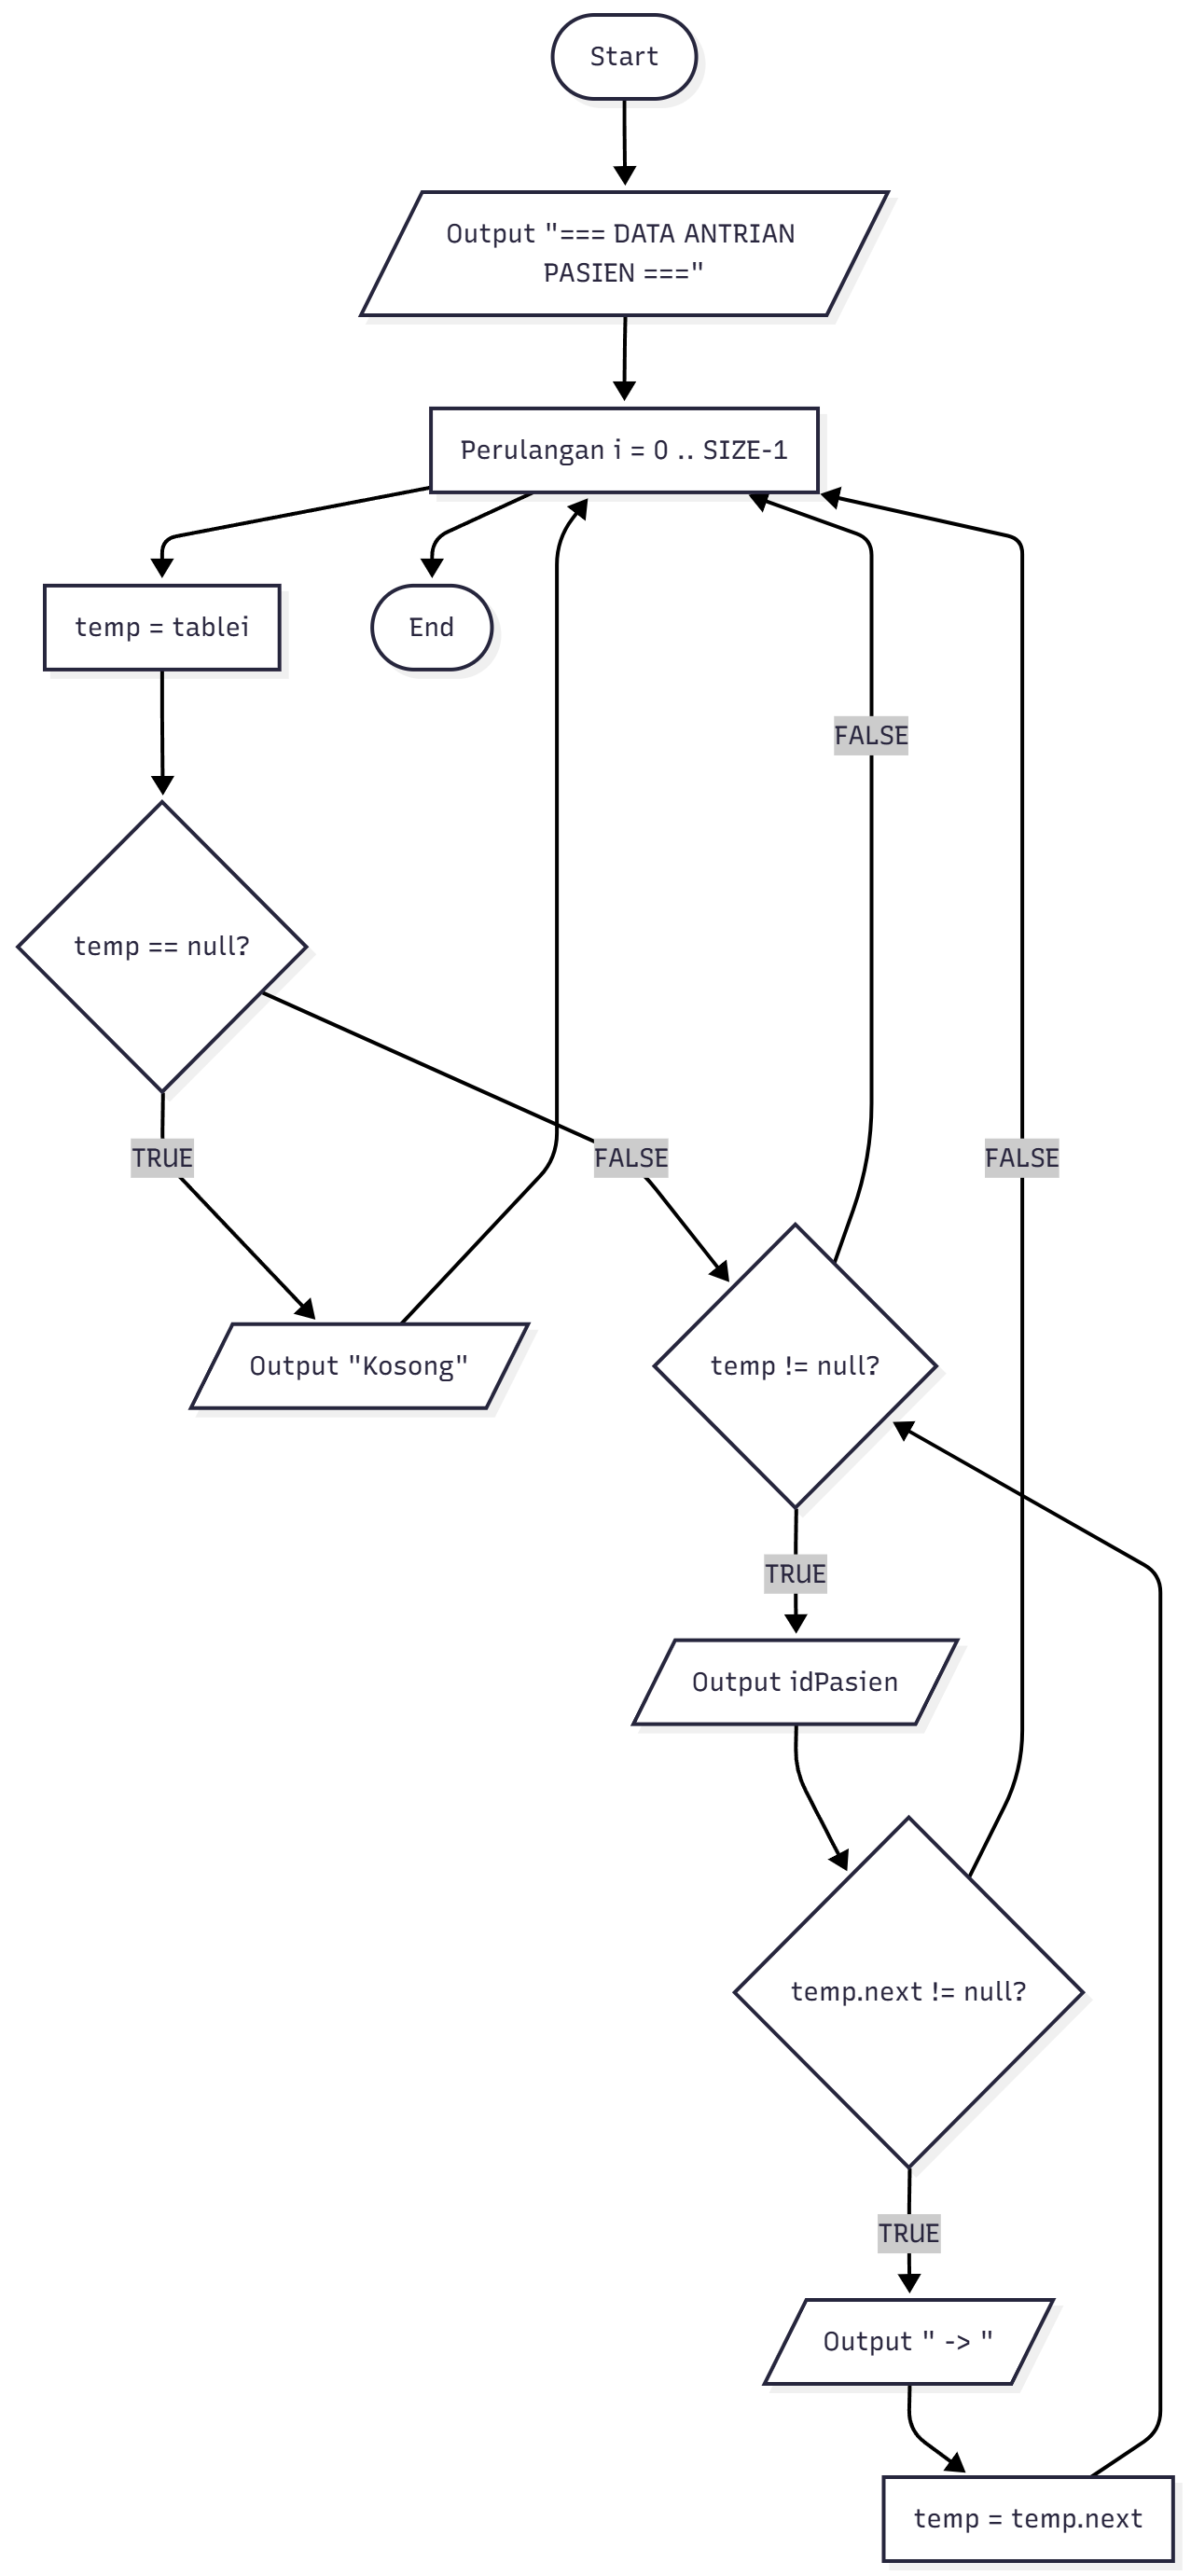 Start
Output "=== DATA ANTRIAN
PASIEN ==="
Perulangan i = 0 .. SIZE-1
temp = tablei
End
FALSE
temp == null?
TRUE
FALSE
FALSE
Output "Kosong"
temp != null?
TRUE
Output idPasien
temp.next != null?
TRUE
Output " -> "
temp = temp.next